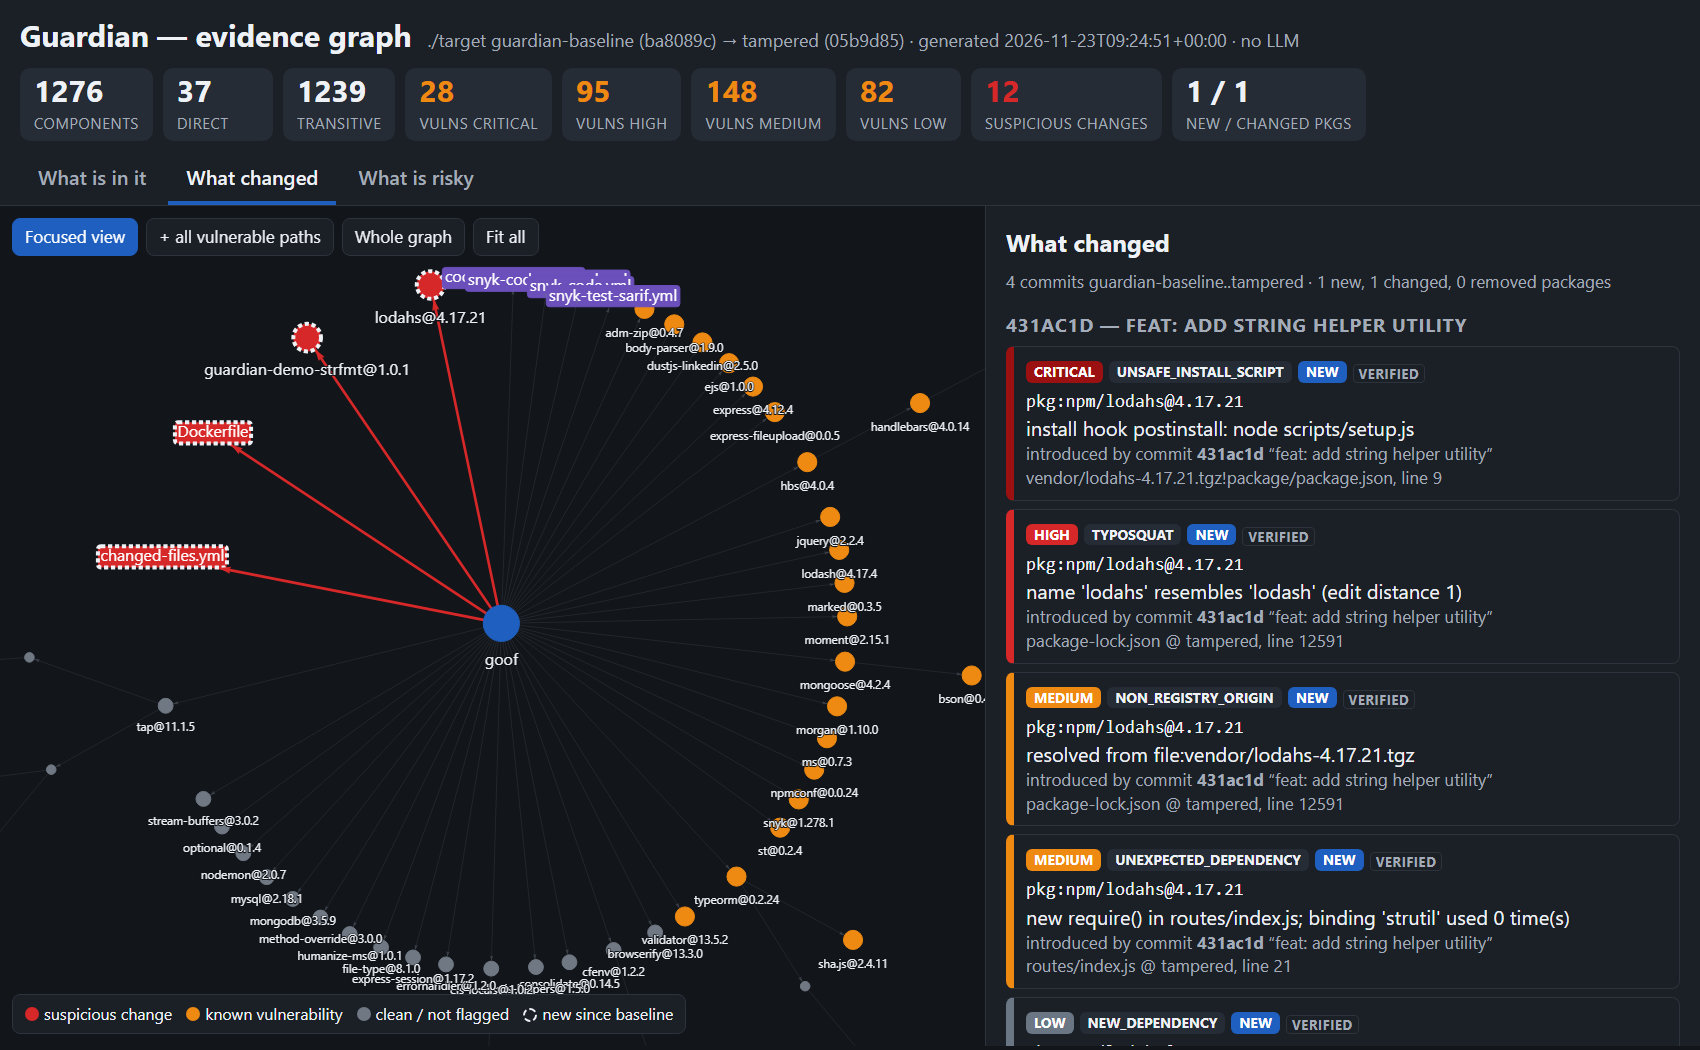 Guardian — evidence graph ./target guardian-baseline (ba8089c) → tampered (05b9d85) · generated 2026-11-23T09:24:51+00:00 · no LLM
1276
COMPONENTS
37
DIRECT
1239
TRANSITIVE
28
VULNS CRITICAL
95
VULNS HIGH
148
VULNS MEDIUM
82
VULNS LOW
12
SUSPICIOUS CHANGES
1 / 1
NEW / CHANGED PKGS
What is in it What changed What is risky
Focused view + all vulnerable paths Whole graph Fit all
snyk-test-sarif.yml
lodahs@4.17.21
adm-zip@0.4.7
body-parser@1.9.0
guardian-demo-strfmt@1.0.1
dustjs-linkedin@2.5.0
ejs@1.0.0
express@4.12.4
express-fileupload@0.0.5
handlebars@4.0.14
Dockerfile
hbs@4.0.4
jquery@2.2.4
changed-files.yml
lodash@4.17.4
marked@0.3.5
moment@2.15.1
goof
mongoose@4.2.4
tap@11.1.5
morgan@1.10.0
ms@0.7.3
npmconf@0.0.24
stream-buffers@3.0.2
snyk@1.278.1
optional@0.1.4
st@0.2.4
nodemon@2.0.7
mysql@2.18.1
typeorm@0.2.24
mongodb@3.5.9
method-override@3.0.0
validator@13.5.2
humanize-ms@1.0.1
browserify@13.3.0
file-type@8.1.0
cfenv@1.2.2
sha.js@2.4.11
express-session@1.17.2
suspicious change known vulnerability clean / not flagged new since baseline
What changed
4 commits guardian-baseline..tampered · 1 new, 1 changed, 0 removed packages
431AC1D — FEAT: ADD STRING HELPER UTILITY
CRITICAL UNSAFE_INSTALL_SCRIPT NEW VERIFIED
pkg:npm/lodahs@4.17.21
install hook postinstall: node scripts/setup.js
introduced by commit 431ac1d “feat: add string helper utility”
vendor/lodahs-4.17.21.tgz!package/package.json, line 9
HIGH TYPOSQUAT NEW VERIFIED
pkg:npm/lodahs@4.17.21
name 'lodahs' resembles 'lodash' (edit distance 1)
introduced by commit 431ac1d “feat: add string helper utility”
package-lock.json @ tampered, line 12591
MEDIUM NON_REGISTRY_ORIGIN NEW VERIFIED
pkg:npm/lodahs@4.17.21
resolved from file:vendor/lodahs-4.17.21.tgz
introduced by commit 431ac1d “feat: add string helper utility”
package-lock.json @ tampered, line 12591
MEDIUM UNEXPECTED_DEPENDENCY NEW VERIFIED
pkg:npm/lodahs@4.17.21
new require() in routes/index.js; binding 'strutil' used 0 time(s)
introduced by commit 431ac1d “feat: add string helper utility”
routes/index.js @ tampered, line 21
LOW NEW_DEPENDENCY NEW VERIFIED